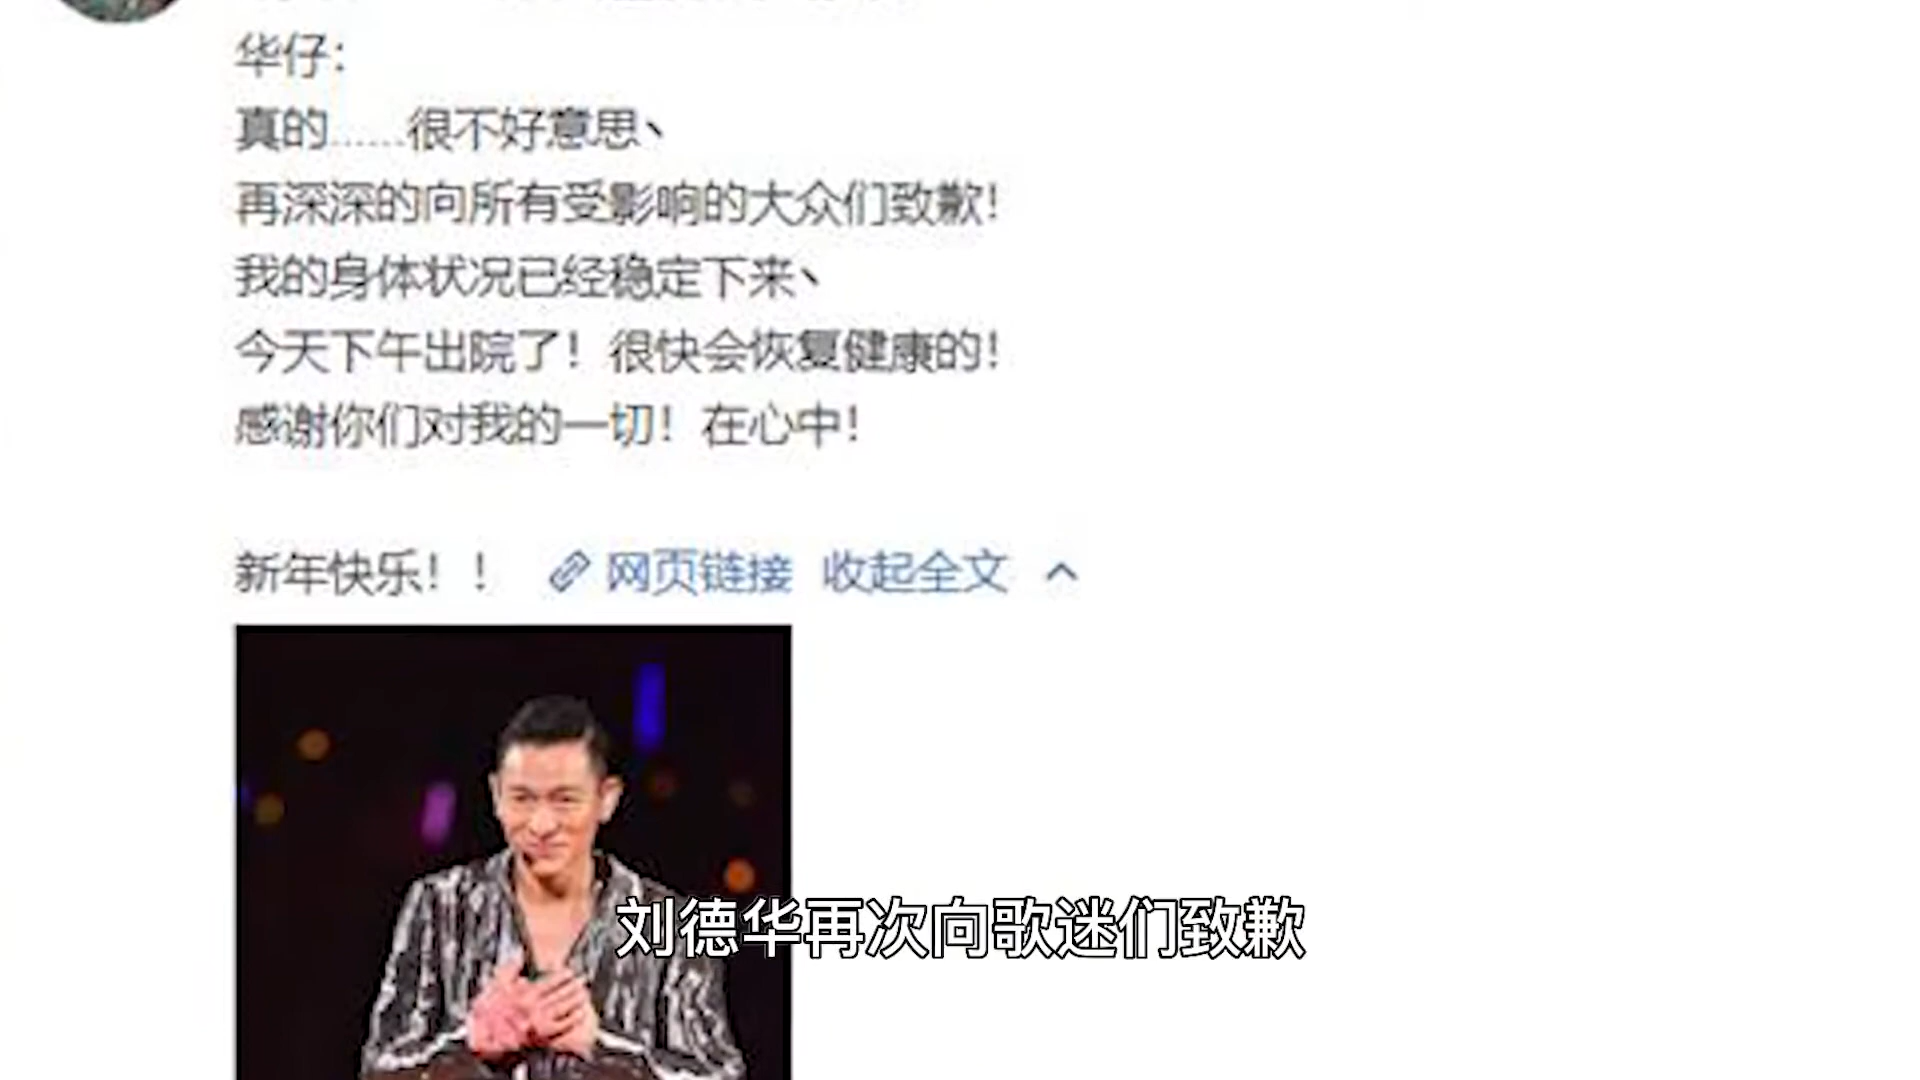 华仔：
真的……很不好意思、
再深深的向所有受影响的大众们致歉！
我的身体状况已经稳定下来、
今天下午出院了！很快会恢复健康的！
感谢你们对我的一切！在心中！
新年快乐！！ 网页链接 收起全文
刘德华再次向歌迷们致歉